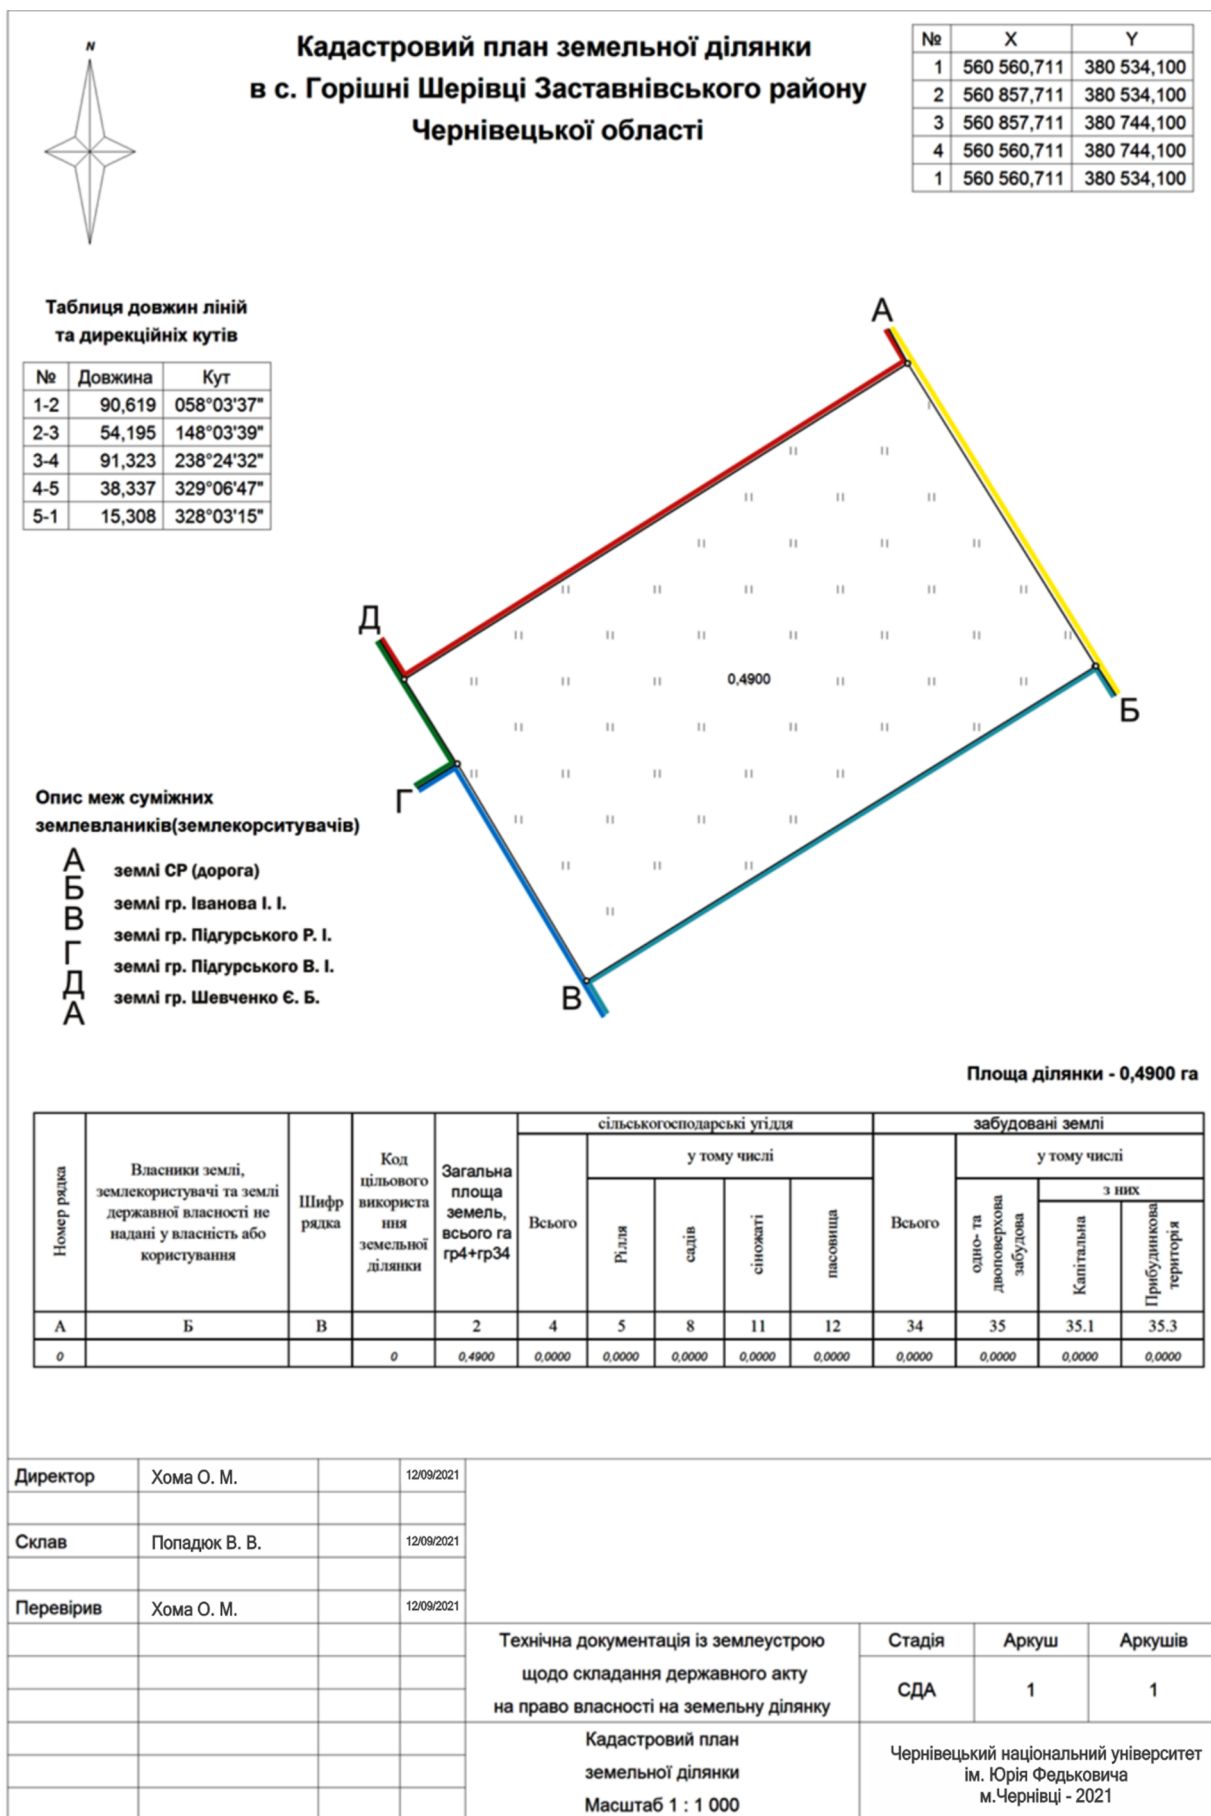 N
Кадастровий план земельної ділянки
в с. Горішні Шерівці Заставнівського району
Чернівецької області
№ X Y
1 560 560,711 380 534,100
2 560 857,711 380 534,100
3 560 857,711 380 744,100
4 560 560,711 380 744,100
1 560 560,711 380 534,100
Таблиця довжин ліній
та дирекційніх кутів
№ Довжина Кут
1-2 90,619 058°03'37"
2-3 54,195 148°03'39"
3-4 91,323 238°24'32"
4-5 38,337 329°06'47"
5-1 15,308 328°03'15"
А
Д
0,4900
Б
Г
В
Опис меж суміжних
землевлаників(землекорситувачів)
А
землі СР (дорога)
Б
землі гр. Іванова І. І.
В
землі гр. Підгурського Р. І.
Г
землі гр. Підгурського В. І.
Д
землі гр. Шевченко Є. Б.
А
Площа ділянки - 0,4900 га
Номер рядка
Власники землі,
землекористувачі та землі
державної власності не
надані у власність або
користування
Шифр
рядка
Код
цільового
використа
ння
земельної
ділянки
Загальна
площа
земель,
всього га
гр4+гр34
сільськогосподарські угіддя
Всього
у тому числі
Рілля
садів
сіножаті
пасовища
забудовані землі
Всього
у тому числі
одно- та
двоповерхова
забудова
з них
Капітальна
Прибудинкова
територія
А Б В 2 4 5 8 11 12 34 35 35.1 35.3
0 0 0,4900 0,0000 0,0000 0,0000 0,0000 0,0000 0,0000 0,0000 0,0000 0,0000
Директор Хома О. М. 12/09/2021
Склав Попадюк В. В. 12/09/2021
Перевірив Хома О. М. 12/09/2021
Технічна документація із землеустрою
щодо складання державного акту
на право власності на земельну ділянку
Стадія Аркуш Аркушів
СДА 1 1
Кадастровий план
земельної ділянки
Масштаб 1 : 1 000
Чернівецький національний університет
ім. Юрія Федьковича
м.Чернівці - 2021